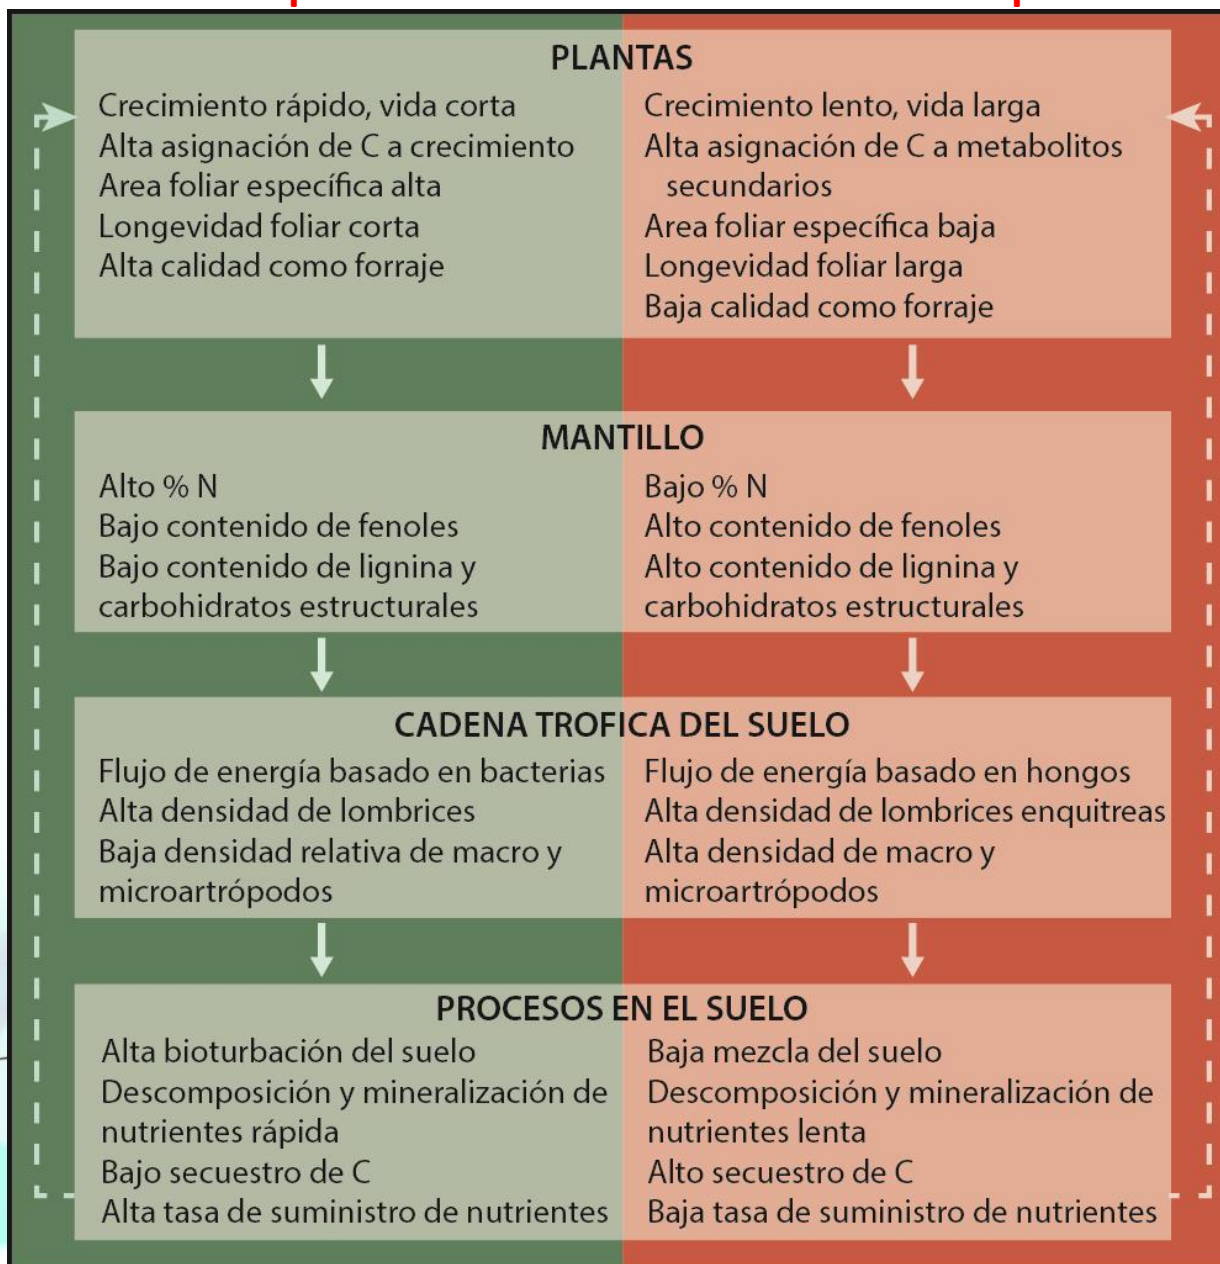 PLANTAS
Crecimiento rápido, vida corta
Alta asignación de C a crecimiento
Area foliar específica alta
Longevidad foliar corta
Alta calidad como forraje
Crecimiento lento, vida larga
Alta asignación de C a metabolitos
secundarios
Area foliar específica baja
Longevidad foliar larga
Baja calidad como forraje
MANTILLO
Alto % N
Bajo contenido de fenoles
Bajo contenido de lignina y
carbohidratos estructurales
Bajo % N
Alto contenido de fenoles
Alto contenido de lignina y
carbohidratos estructurales
CADENA TROFICA DEL SUELO
Flujo de energía basado en bacterias
Alta densidad de lombrices
Baja densidad relativa de macro y
microartrópodos
Flujo de energía basado en hongos
Alta densidad de lombrices enquitreas
Alta densidad de macro y
microartrópodos
PROCESOS EN EL SUELO
Alta bioturbación del suelo
Descomposición y mineralización de
nutrientes rápida
Bajo secuestro de C
Alta tasa de suministro de nutrientes
Baja mezcla del suelo
Descomposición y mineralización de
nutrientes lenta
Alto secuestro de C
Baja tasa de suministro de nutrientes